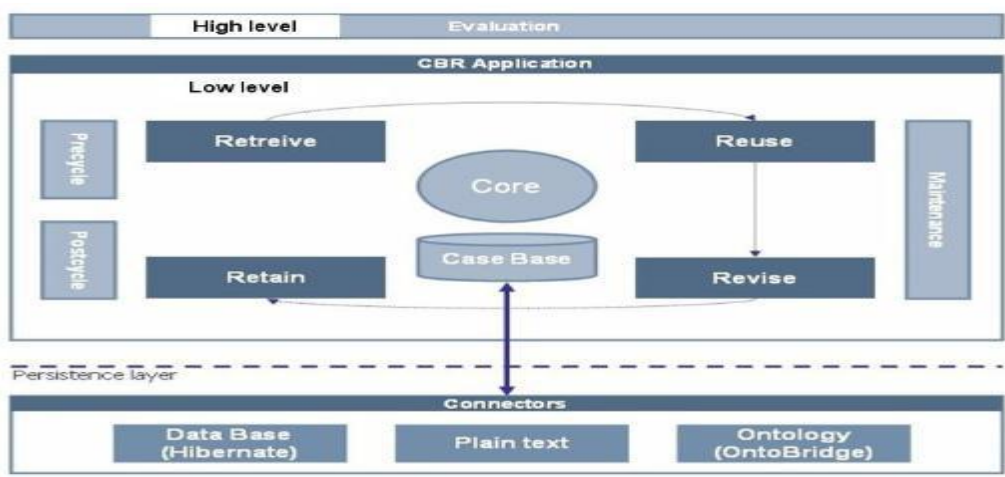 High level
Evaluation
CBR Application
Low level
Precycle
Retreive
Reuse
Maintenance
Core
Postcycle
Case Base
Retain
Revise
Persistence layer
Connectors
Data Base
(Hibernate)
Plain text
Ontology
(OntoBridge)